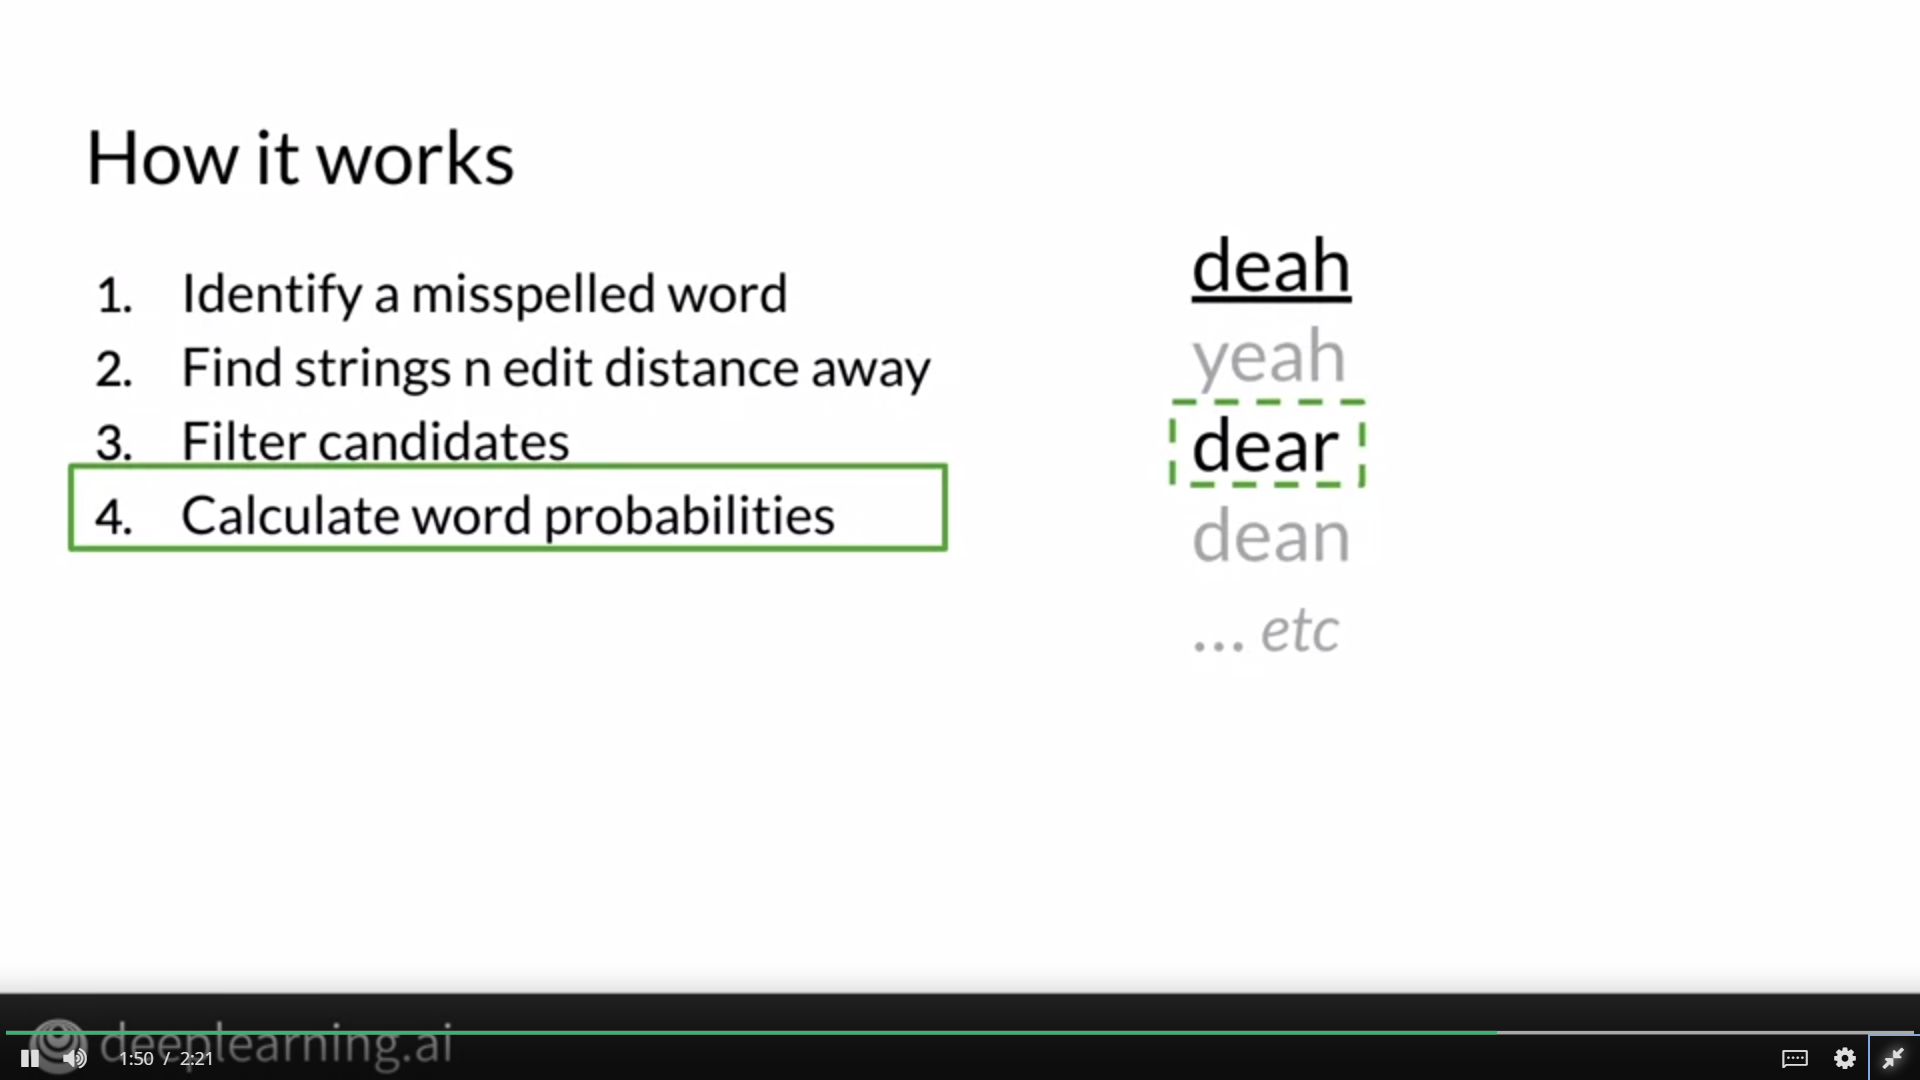 How it works
1. Identify a misspelled word
2. Find strings n edit distance away
3. Filter candidates
4. Calculate word probabilities
deah
yeah
dear
dean
... etc
deeplearning.ai
1:50 / 2:21